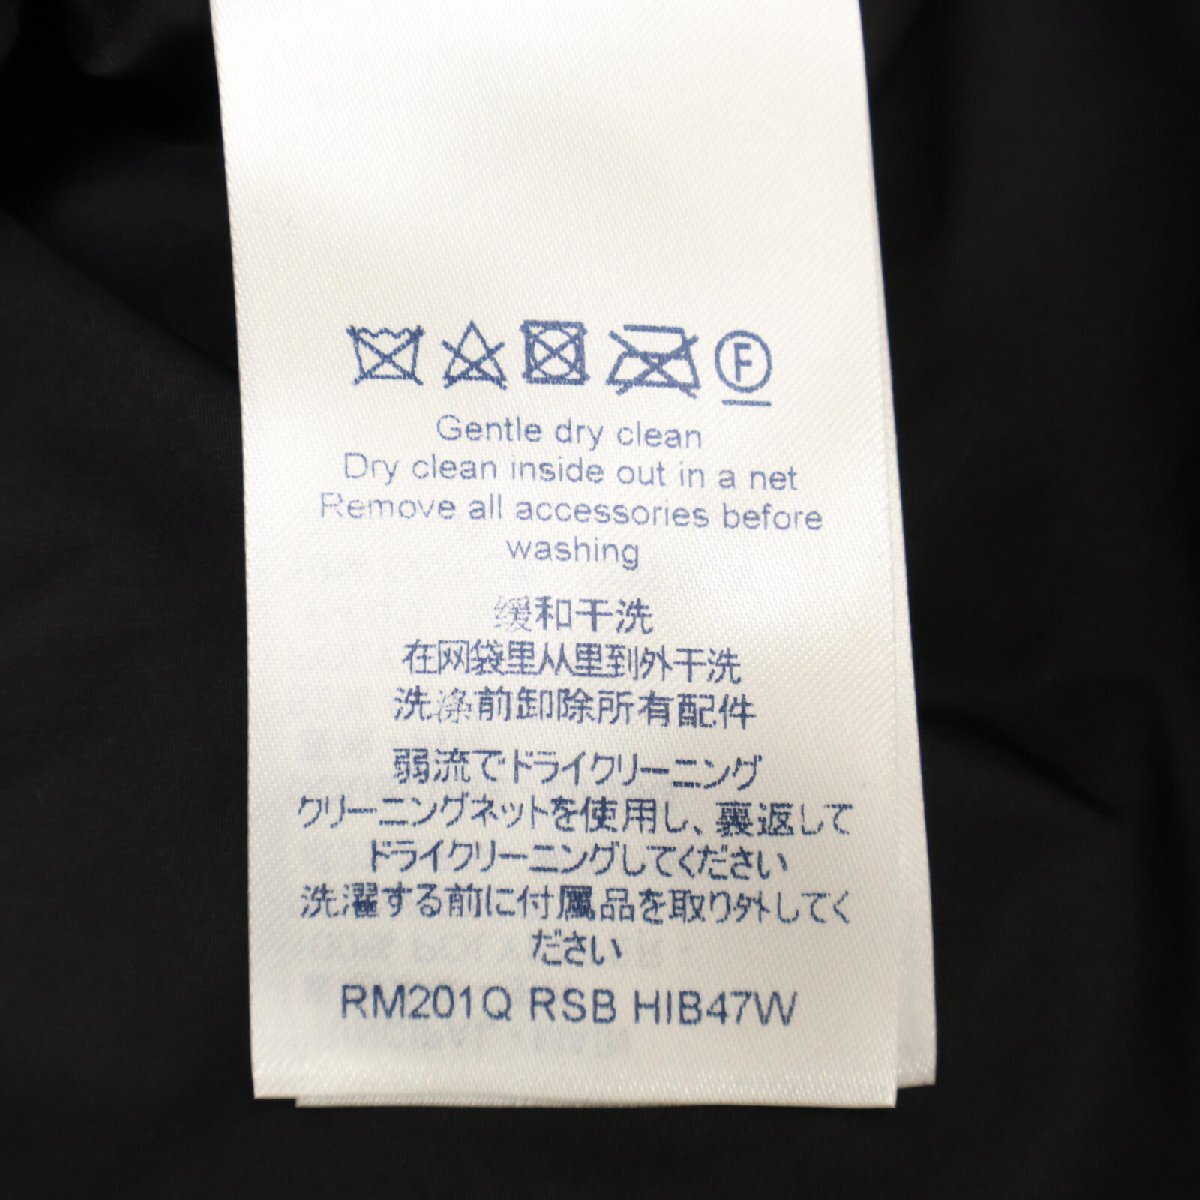 F
Gentle dry clean
Dry clean inside out in a net
Remove all accessories before
washing
缓和干洗
在网袋里从里到外干洗
洗涤前卸除所有配件
弱流でドライクリーニング
クリーニングネットを使用し、裏返して
ドライクリーニングしてください
洗濯する前に付属品を取り外してく
ださい
RM201Q RSB HIB47W